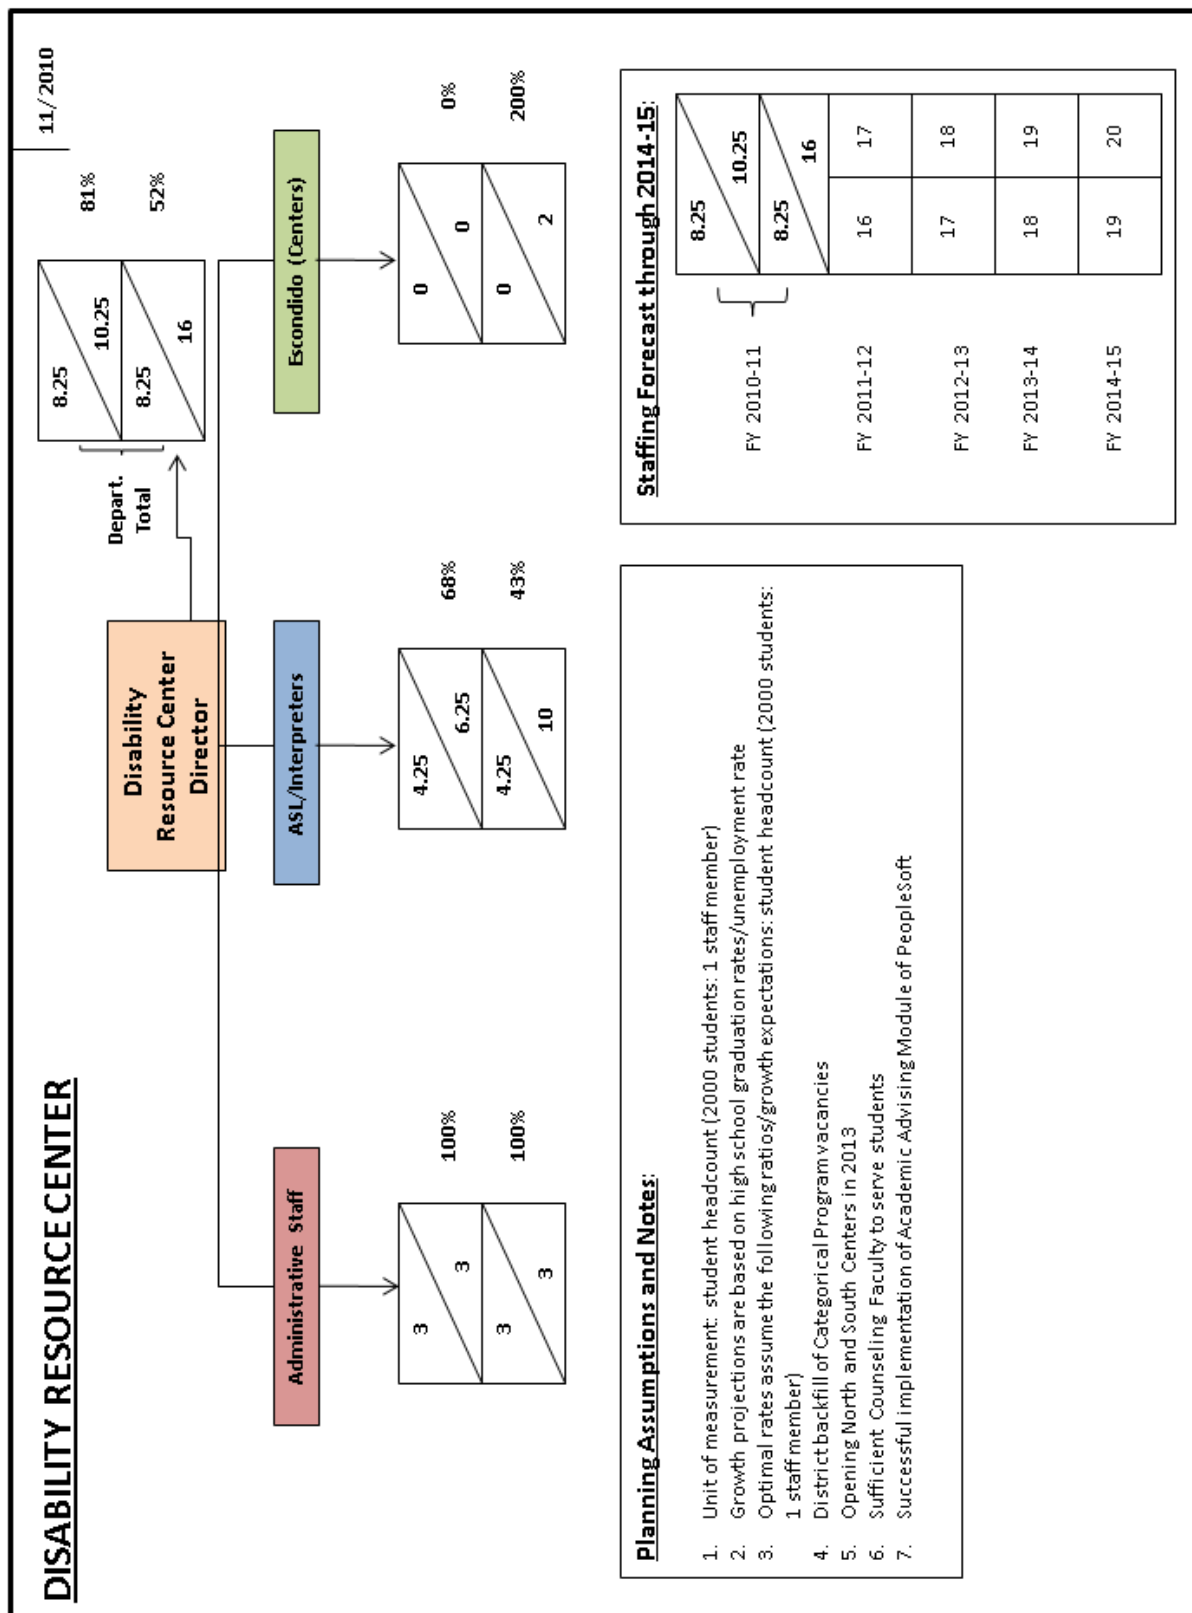 DISABILITY RESOURCE CENTER
11/2010
Disability
Resource Center
Director
Depart.
Total
8.25
10.25
81%
8.25
16
52%
Administrative Staff
3
3
100%
3
3
100%
ASL/Interpreters
4.25
6.25
68%
4.25
10
43%
Escondido (Centers)
0
0
0%
0
2
200%
Planning Assumptions and Notes:
1. Unit of measurement: student headcount (2000 students: 1 staff member)
2. Growth projections are based on high school graduation rates/unemployment rate
3. Optimal rates assume the following ratios/growth expectations: student headcount (2000 students:
1 staff member)
4. District backfill of Categorical Program vacancies
5. Opening North and South Centers in 2013
6. Sufficient Counseling Faculty to serve students
7. Successful implementation of Academic Advising Module of PeopleSoft
Staffing Forecast through 2014-15:
FY 2010-11
8.25
10.25
8.25
16
FY 2011-12 16 17
FY 2012-13 17 18
FY 2013-14 18 19
FY 2014-15 19 20